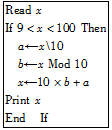 Read x
If 9 < x < 100 Then
a←x\10
b←x Mod 10
x←10 × b + a
Print x
End If